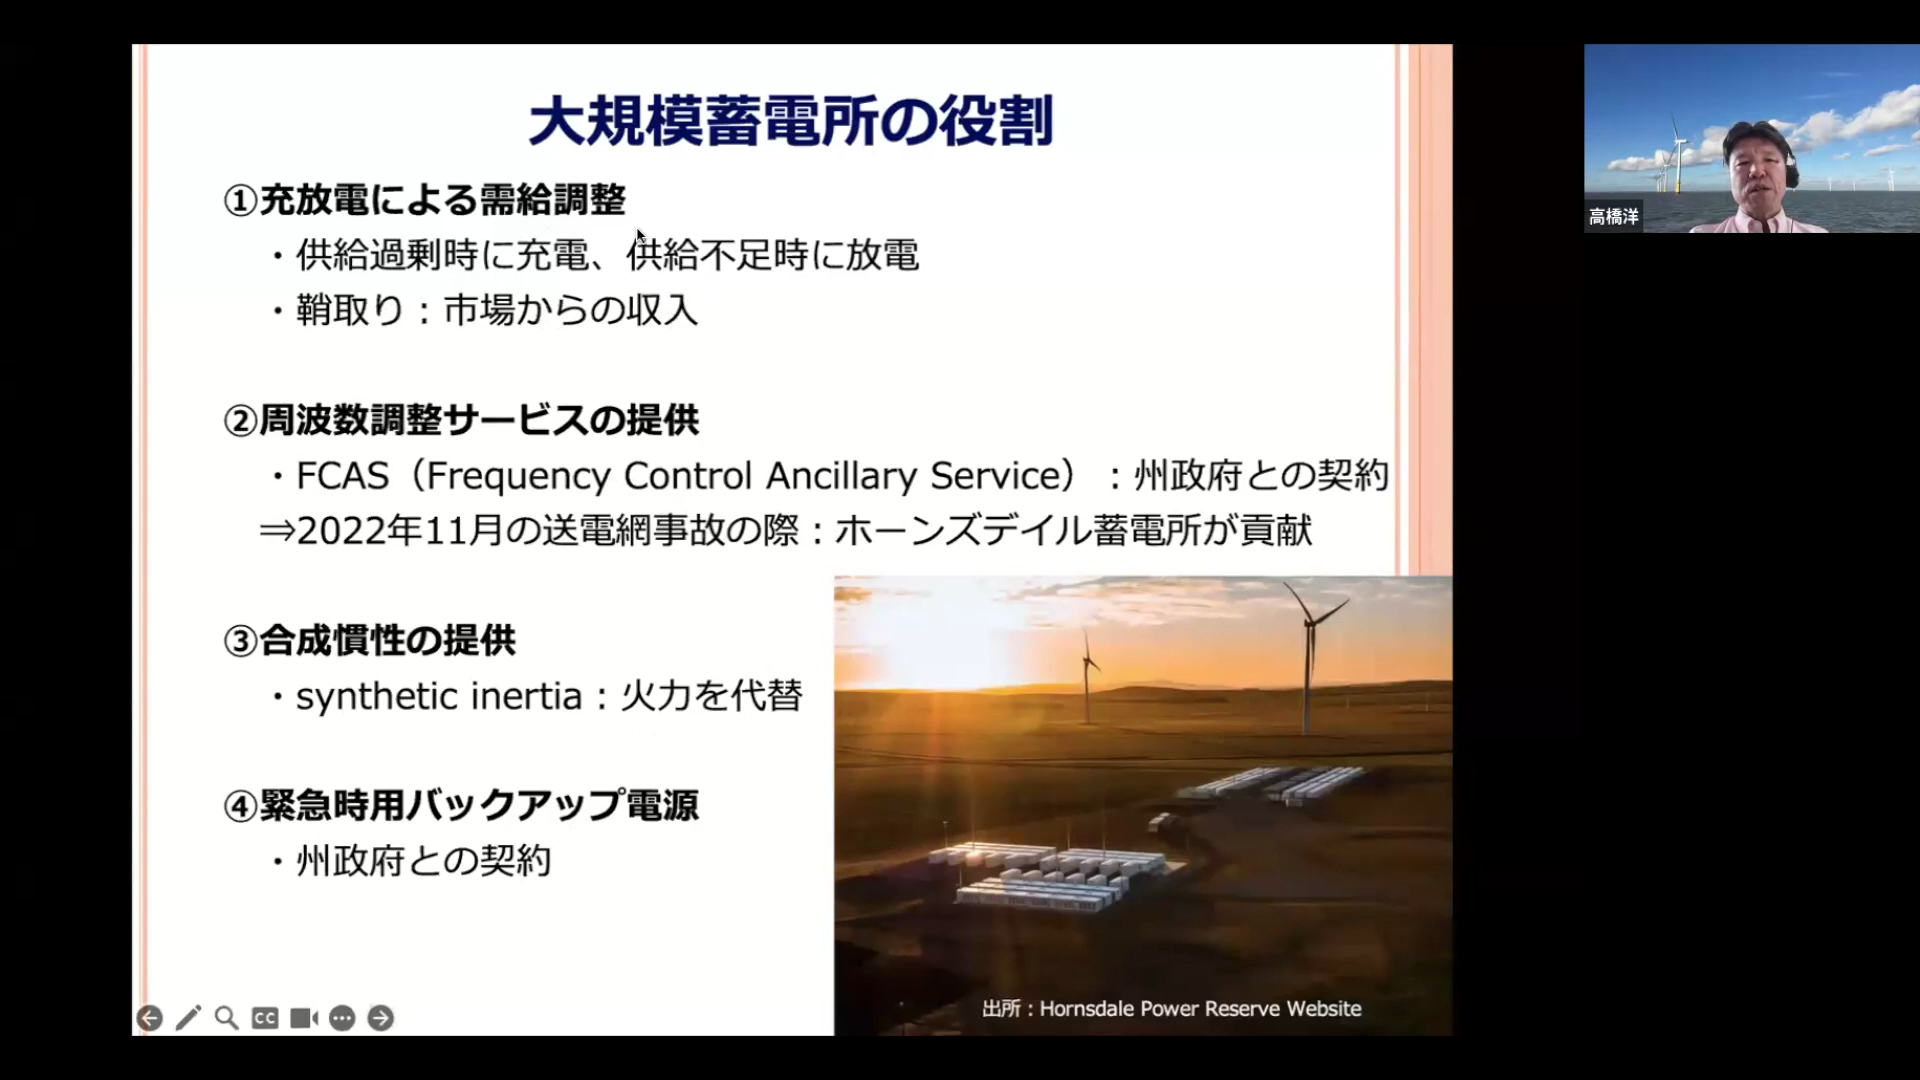 大規模蓄電所の役割
①充放電による需給調整
・供給過剰時に充電、供給不足時に放電
・鞘取り：市場からの収入
②周波数調整サービスの提供
・FCAS（Frequency Control Ancillary Service）：州政府との契約
⇒2022年11月の送電網事故の際：ホーンズデイル蓄電所が貢献
③合成慣性の提供
・synthetic inertia：火力を代替
④緊急時用バックアップ電源
・州政府との契約
出所：Hornsdale Power Reserve Website
CC
高橋洋